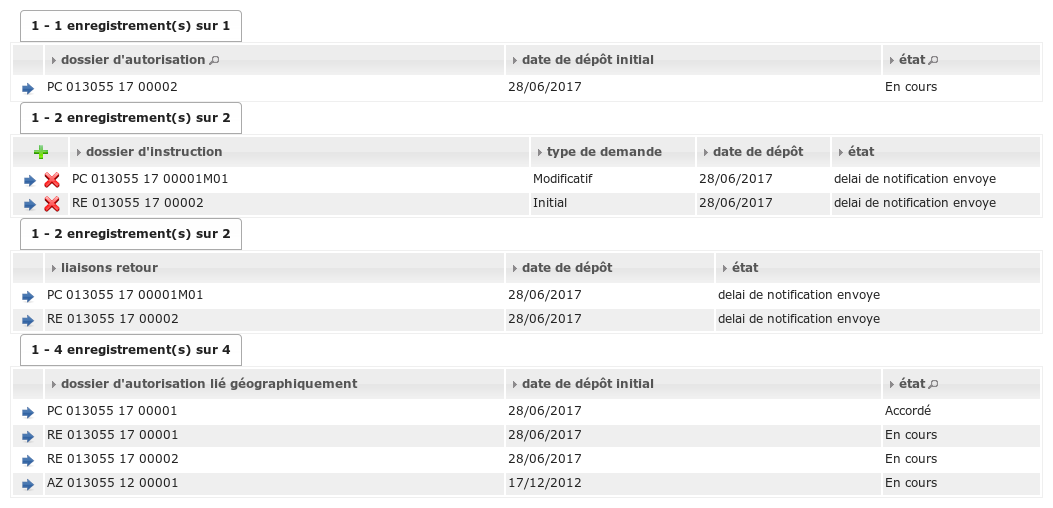 1 - 1 enregistrement(s) sur 1
dossier d'autorisation date de dépôt initial état
PC 013055 17 00002 28/06/2017 En cours
1 - 2 enregistrement(s) sur 2
dossier d'instruction type de demande date de dépôt état
PC 013055 17 00001M01 Modificatif 28/06/2017 delai de notification envoye
RE 013055 17 00002 Initial 28/06/2017 delai de notification envoye
1 - 2 enregistrement(s) sur 2
liaisons retour date de dépôt état
PC 013055 17 00001M01 28/06/2017 delai de notification envoye
RE 013055 17 00002 28/06/2017 delai de notification envoye
1 - 4 enregistrement(s) sur 4
dossier d'autorisation lié géographiquement date de dépôt initial état
PC 013055 17 00001 28/06/2017 Accordé
RE 013055 17 00001 28/06/2017 En cours
RE 013055 17 00002 28/06/2017 En cours
AZ 013055 12 00001 17/12/2012 En cours